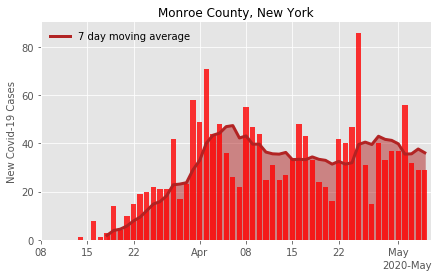 Monroe County, New York
7 day moving average
New Covid-19 Cases
80
60
40
20
0
08 15 22 Apr 08 15 22 May
2020-May